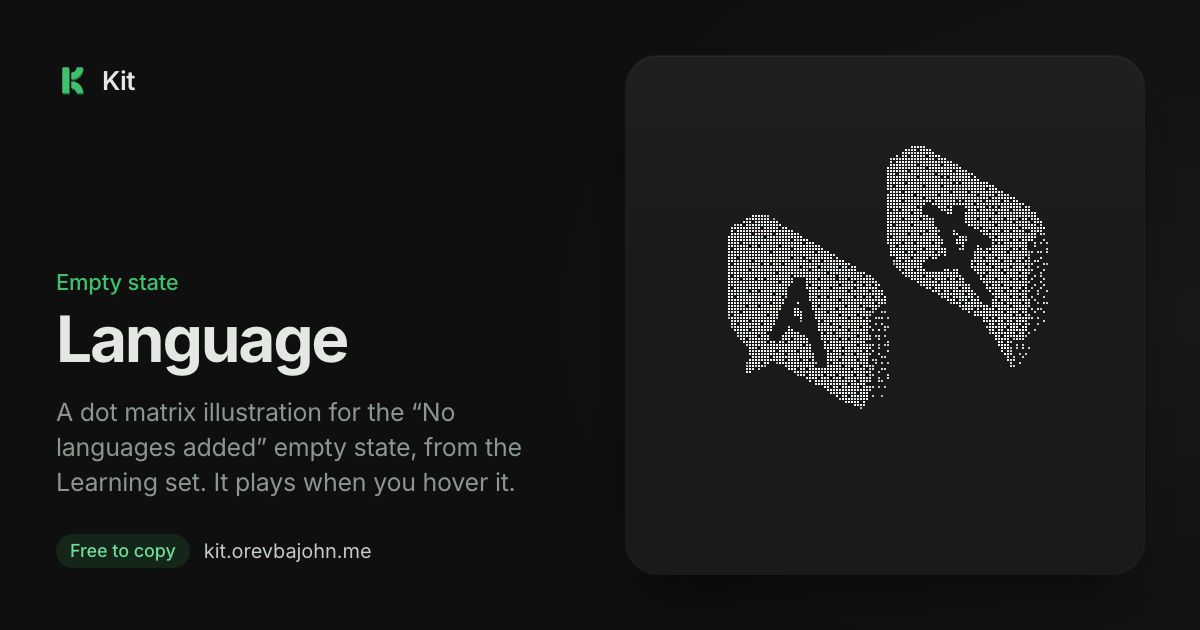 Kit
Empty state
Language
A dot matrix illustration for the “No
languages added” empty state, from the
Learning set. It plays when you hover it.
Free to copy
kit.orevbajohn.me
A